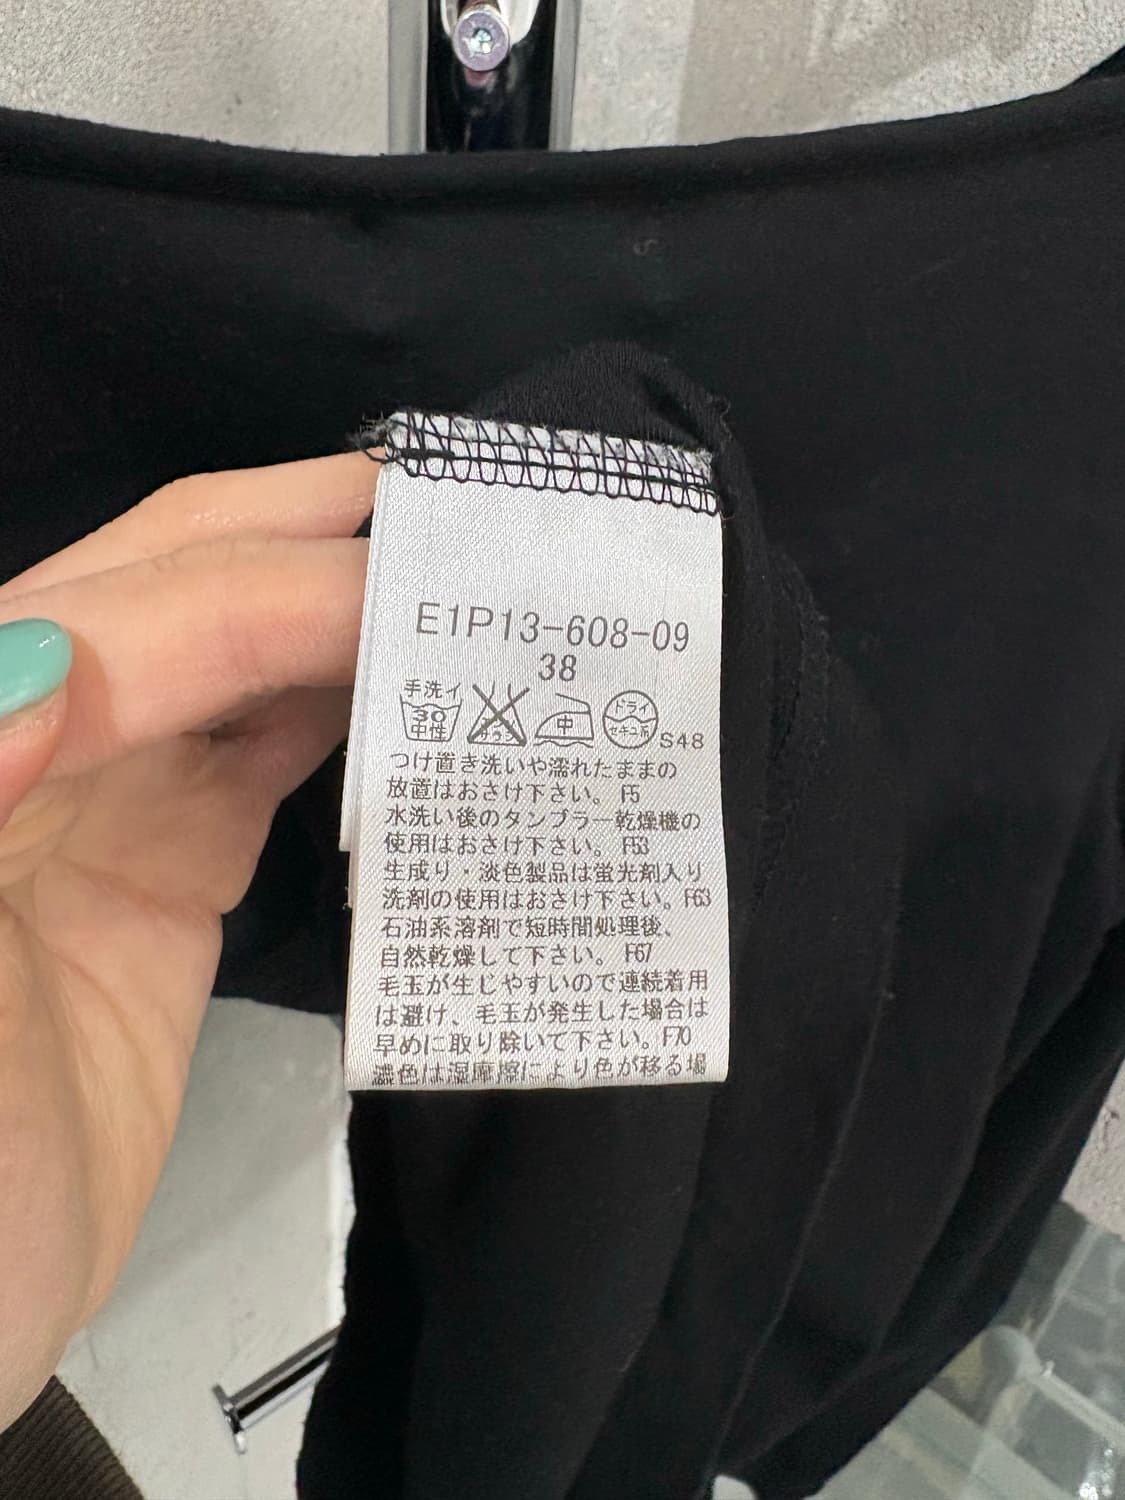 E1P13-608-09
38
手洗イ
30
中性
エンソ
サラシ
中
ドライ
セキユ系
S48
つけ置き洗いや濡れたままの
放置はおさけ下さい。 F5
水洗い後のタンブラー乾燥機の
使用はおさけ下さい。 F53
生成り・淡色製品は蛍光剤入り
洗剤の使用はおさけ下さい。F63
石油系溶剤で短時間処理後、
自然乾燥して下さい。 F67
毛玉が生じやすいので連続着用
は避け、毛玉が発生した場合は
早めに取り除いて下さい。F70
濃色は湿摩擦により色が移る場